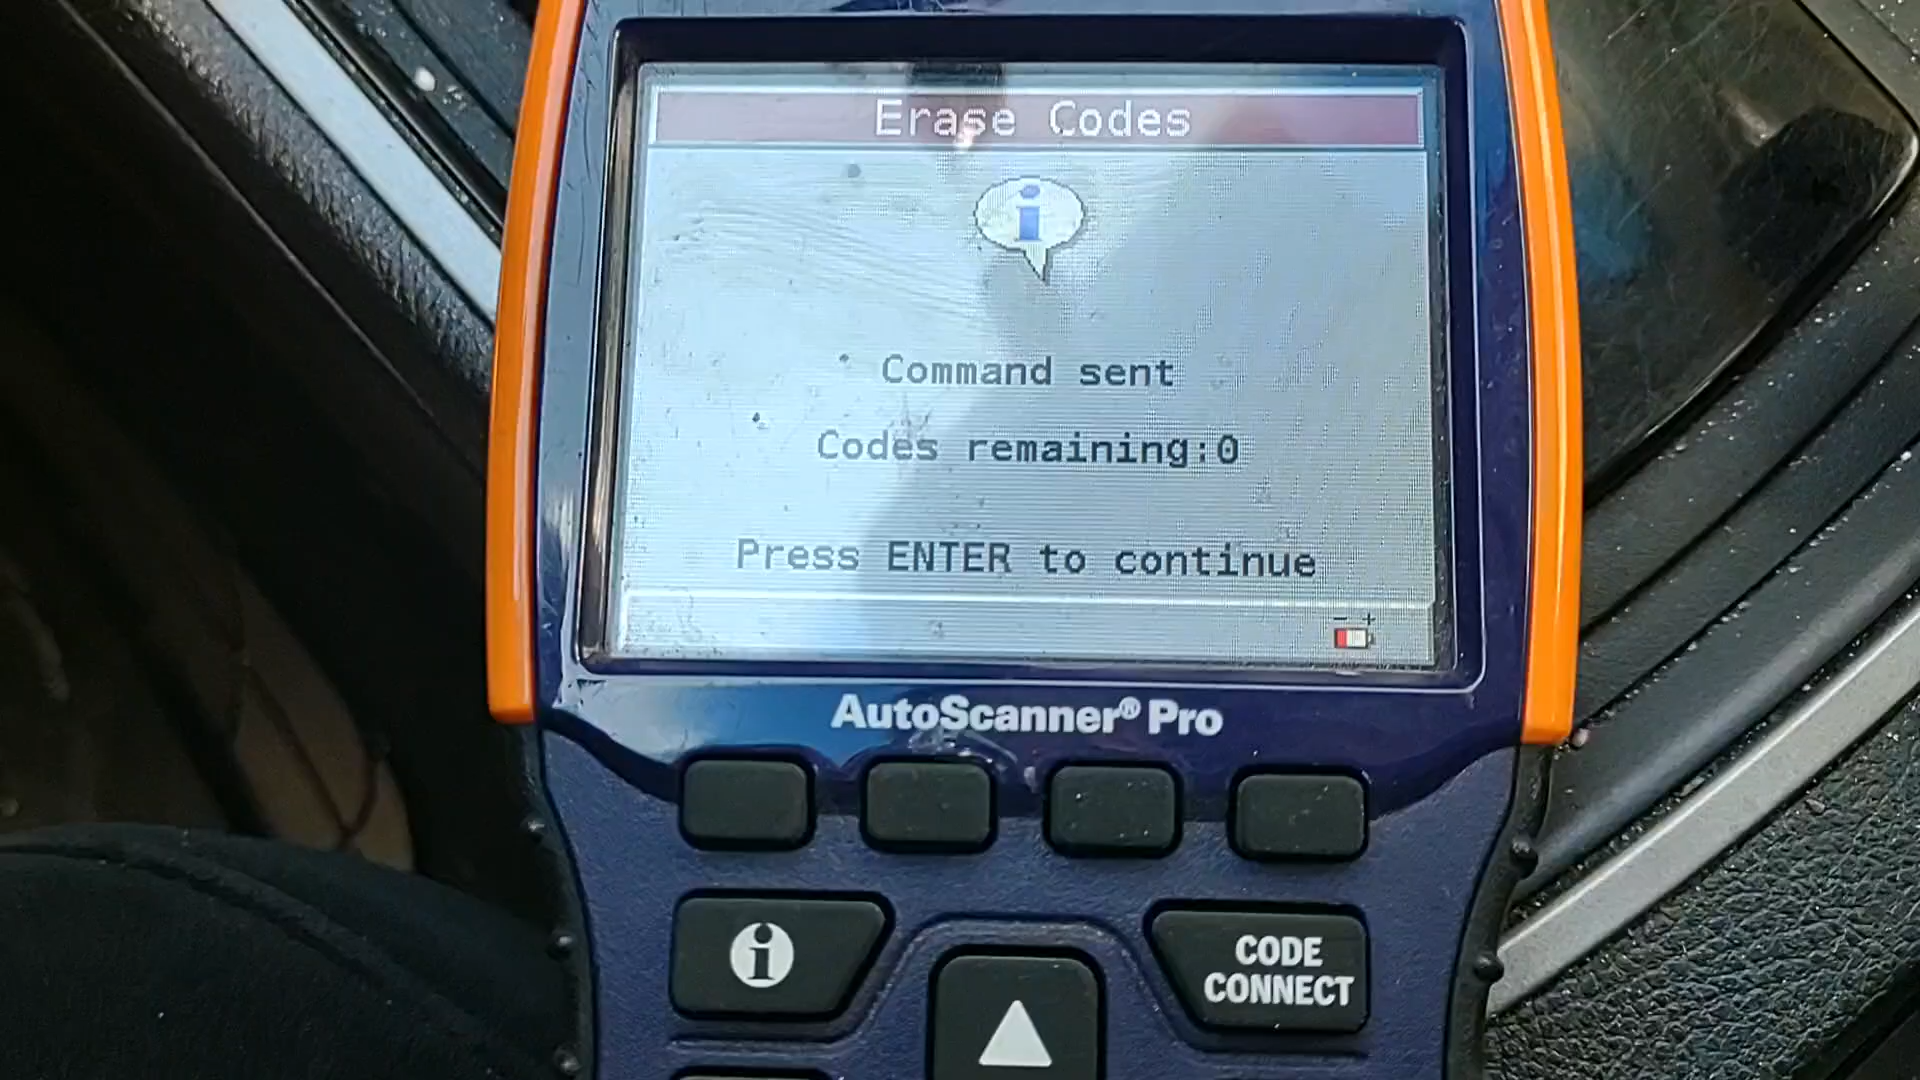 Erase Codes
i
Command sent
Codes remaining:0
Press ENTER to continue
- +
AutoScanner® Pro
i
CODE
CONNECT